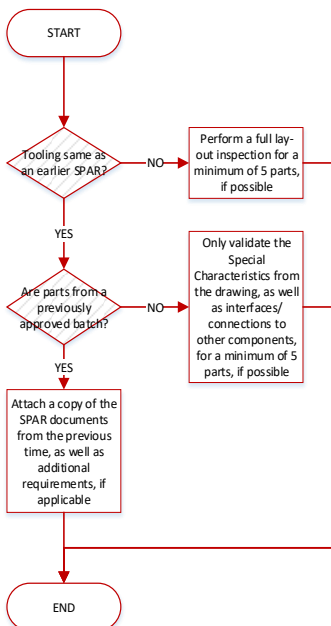 START
Tooling same as
an earlier SPAR?
NO
Perform a full lay-
out inspection for a
minimum of 5 parts,
if possible
YES
Are parts from a
previously
approved batch?
NO
Only validate the
Special
Characteristics from
the drawing, as well
as interfaces/
connections to
other components,
for a minimum of 5
parts, if possible
YES
Attach a copy of the
SPAR documents
from the previous
time, as well as
additional
requirements, if
applicable
END